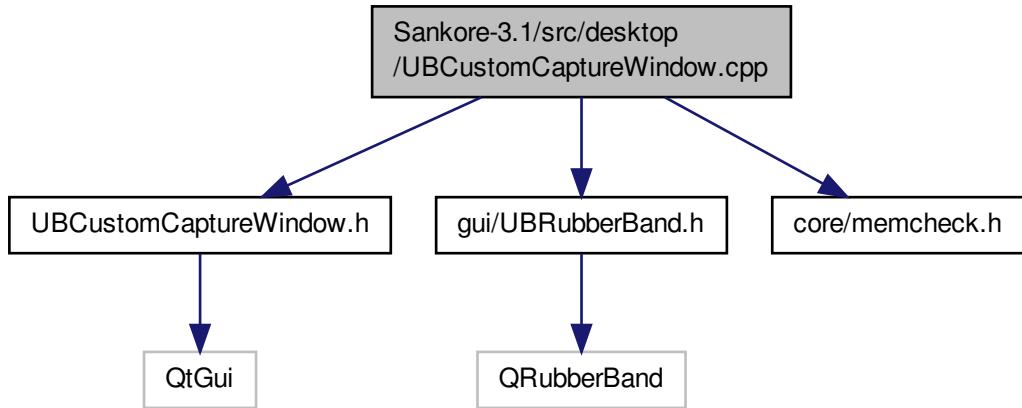 Sankore-3.1/src/desktop
/UBCustomCaptureWindow.cpp
UBCustomCaptureWindow.h
gui/UBRubberBand.h
core/memcheck.h
QtGui
QRubberBand